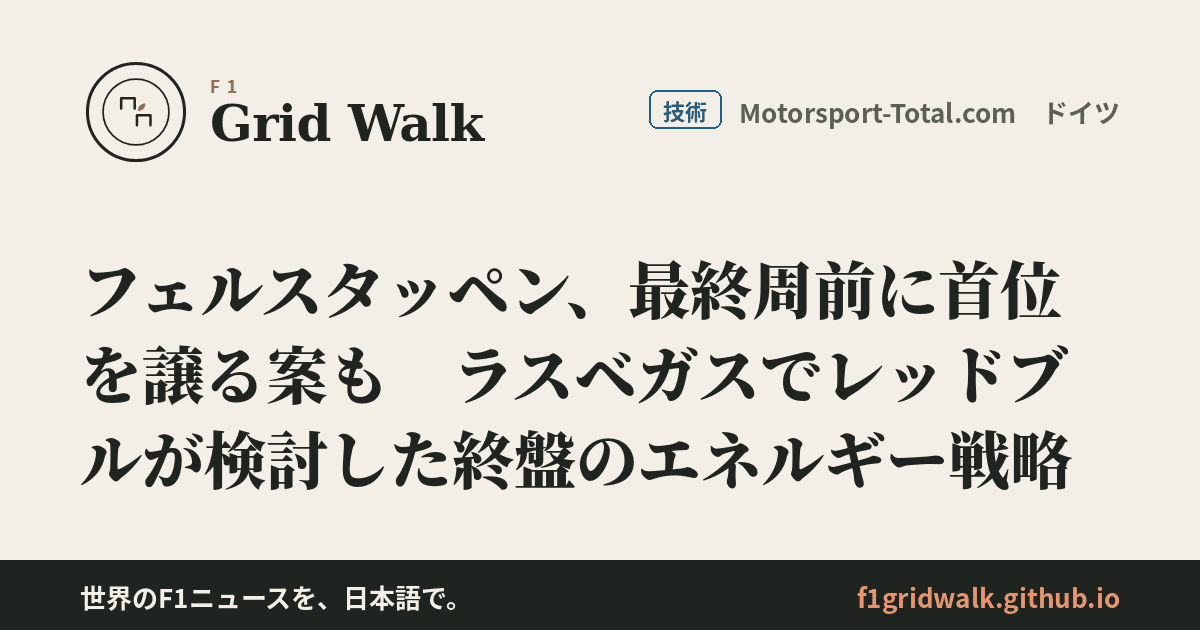 F1
Grid Walk
技術 Motorsport-Total.com ドイツ
フェルスタッペン、最終周前に首位
を譲る案も　ラスベガスでレッドブ
ルが検討した終盤のエネルギー戦略
世界のF1ニュースを、日本語で。
f1gridwalk.github.io